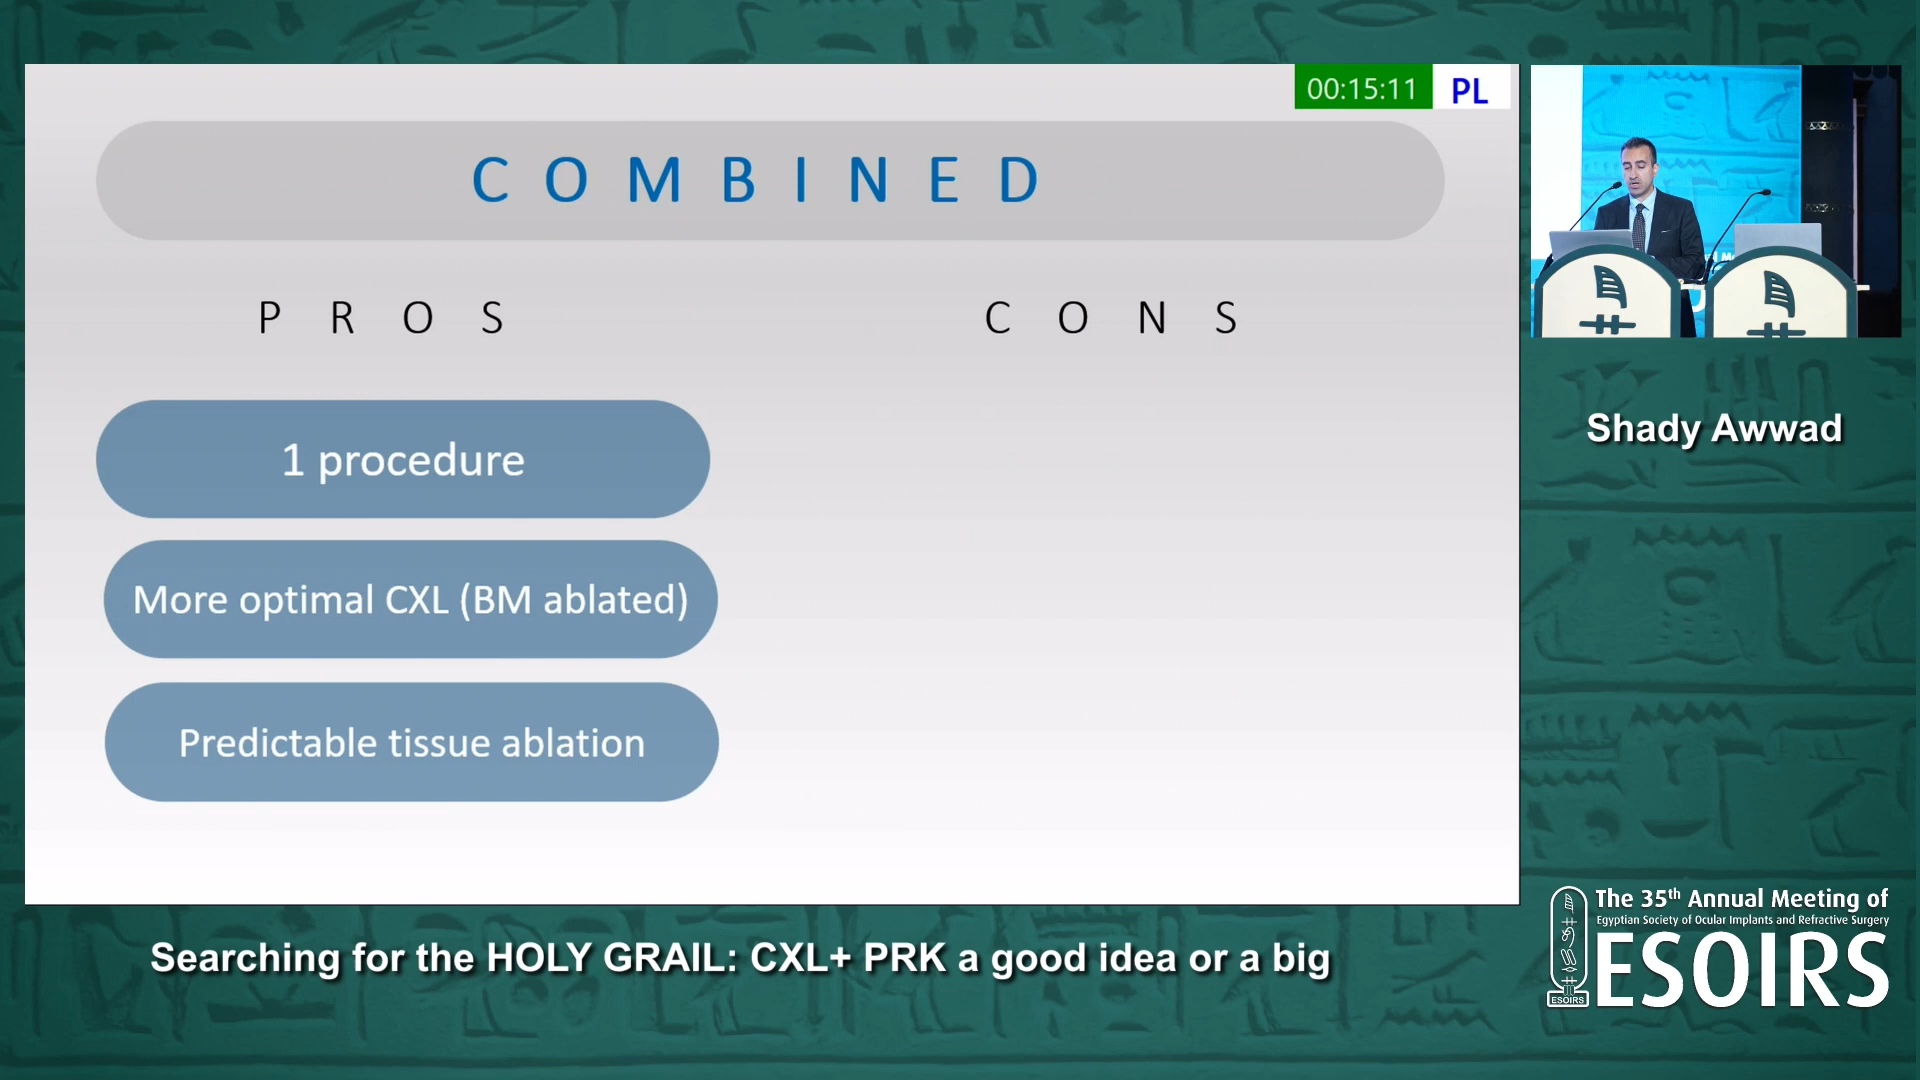 00:15:11 PL
COMBINED
PROS CONS
1 procedure
More optimal CXL (BM ablated)
Predictable tissue ablation
Shady Awwad
Searching for the HOLY GRAIL: CXL+ PRK a good idea or a big
The 35th Annual Meeting of
Egyptian Society of Ocular Implants and Refractive Surgery
ESOIRS
ESOIRS